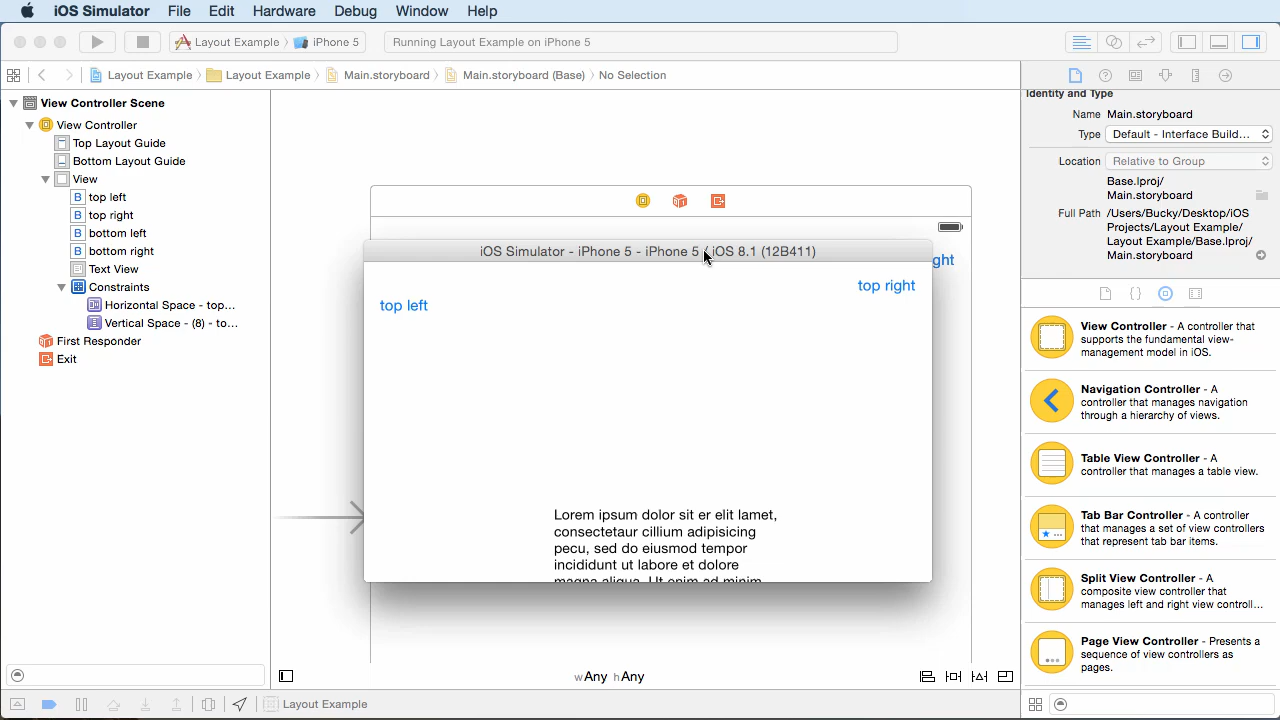 iOS Simulator File Edit Hardware Debug Window Help
Layout Example iPhone 5 Running Layout Example on iPhone 5
Layout Example Layout Example Main.storyboard Main.storyboard (Base) No Selection
View Controller Scene
View Controller
Top Layout Guide
Bottom Layout Guide
View
B top left
B top right
B bottom left
B bottom right
Text View
Constraints
Horizontal Space - top...
Vertical Space - (8) - to...
First Responder
Exit
ght
iOS Simulator - iPhone 5 - iPhone 5 / iOS 8.1 (12B411)
top right
top left
Lorem ipsum dolor sit er elit lamet,
consectetaur cillium adipisicing
pecu, sed do eiusmod tempor
incididunt ut labore et dolore
magna aliqua. Ut enim ad minim
wAny hAny
Identity and Type
Name Main.storyboard
Type Default - Interface Build...
Location Relative to Group
Base.lproj/
Main.storyboard
Full Path /Users/Bucky/Desktop/iOS
Projects/Layout Example/
Layout Example/Base.lproj/
Main.storyboard
View Controller - A controller that
supports the fundamental view-
management model in iOS.
Navigation Controller - A
controller that manages navigation
through a hierarchy of views.
Table View Controller - A
controller that manages a table view.
Tab Bar Controller - A controller
that manages a set of view controllers
that represent tab bar items.
Split View Controller - A
composite view controller that
manages left and right view controll...
Page View Controller - Presents a
sequence of view controllers as
pages.
Layout Example